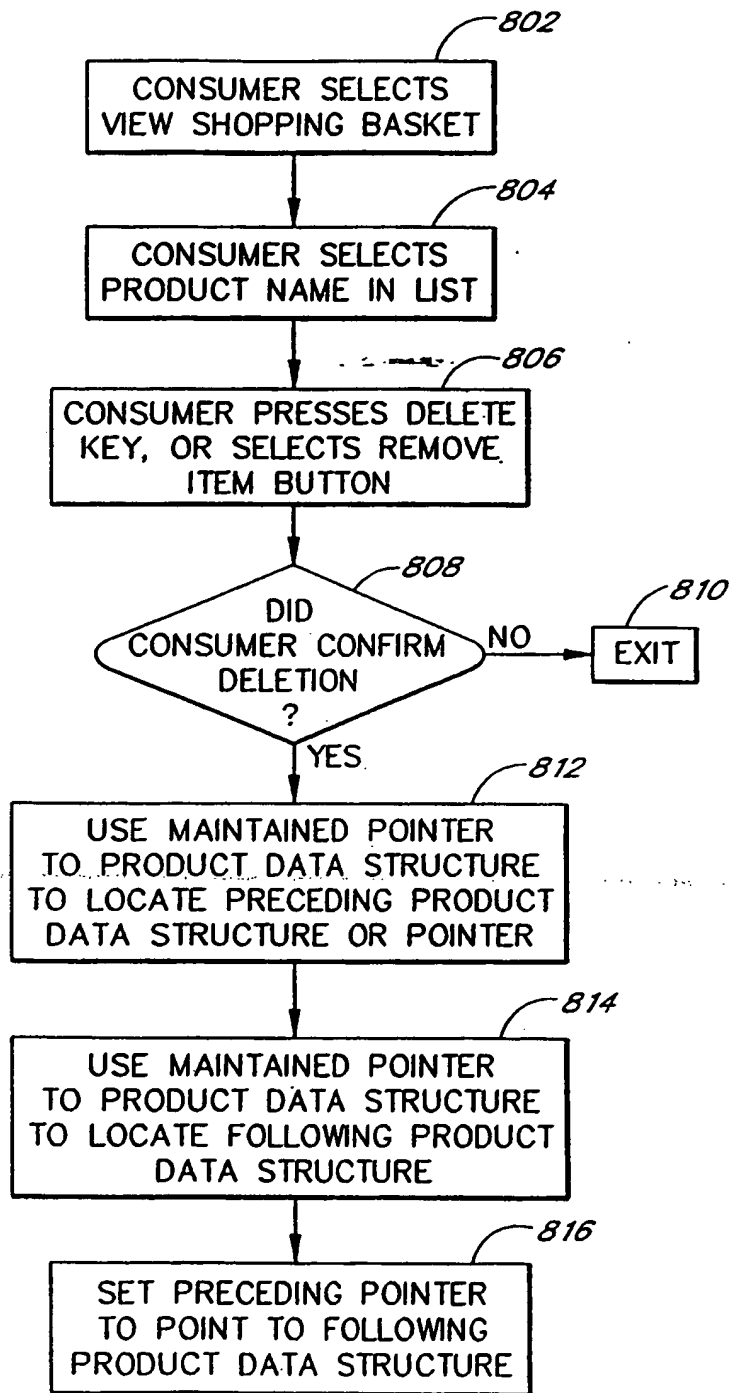 802
CONSUMER SELECTS
VIEW SHOPPING BASKET
804
CONSUMER SELECTS
PRODUCT NAME IN LIST
806
CONSUMER PRESSES DELETE
KEY, OR SELECTS REMOVE
ITEM BUTTON
808
DID
CONSUMER CONFIRM
DELETION
?
NO
810
EXIT
YES
812
USE MAINTAINED POINTER
TO PRODUCT DATA STRUCTURE
TO LOCATE PRECEDING PRODUCT
DATA STRUCTURE OR POINTER
814
USE MAINTAINED POINTER
TO PRODUCT DATA STRUCTURE
TO LOCATE FOLLOWING PRODUCT
DATA STRUCTURE
816
SET PRECEDING POINTER
TO POINT TO FOLLOWING
PRODUCT DATA STRUCTURE